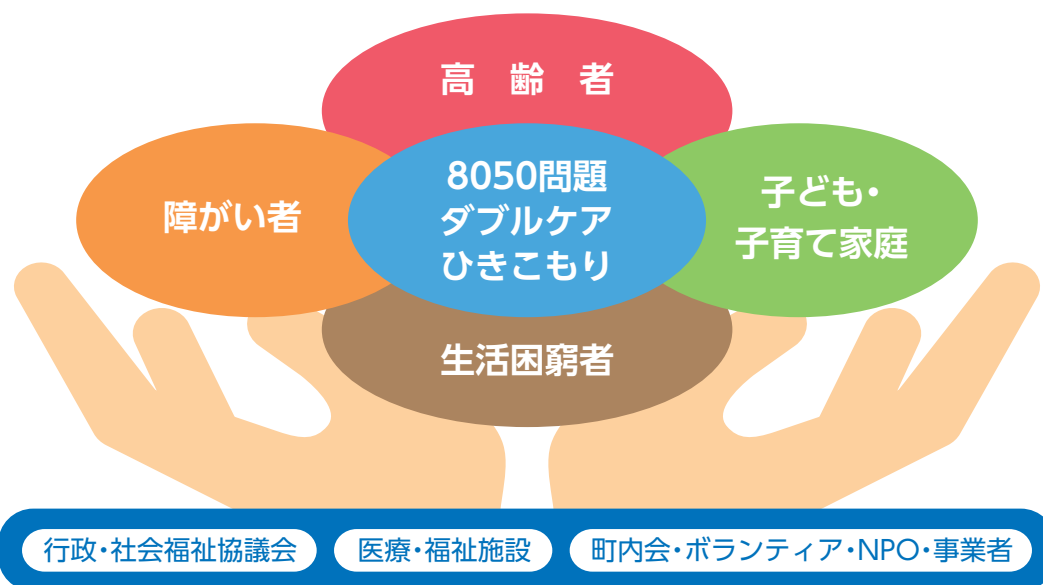 高　齢　者
障がい者
8050問題
ダブルケア
ひきこもり
子ども・
子育て家庭
生活困窮者
行政・社会福祉協議会
医療・福祉施設
町内会・ボランティア・NPO・事業者